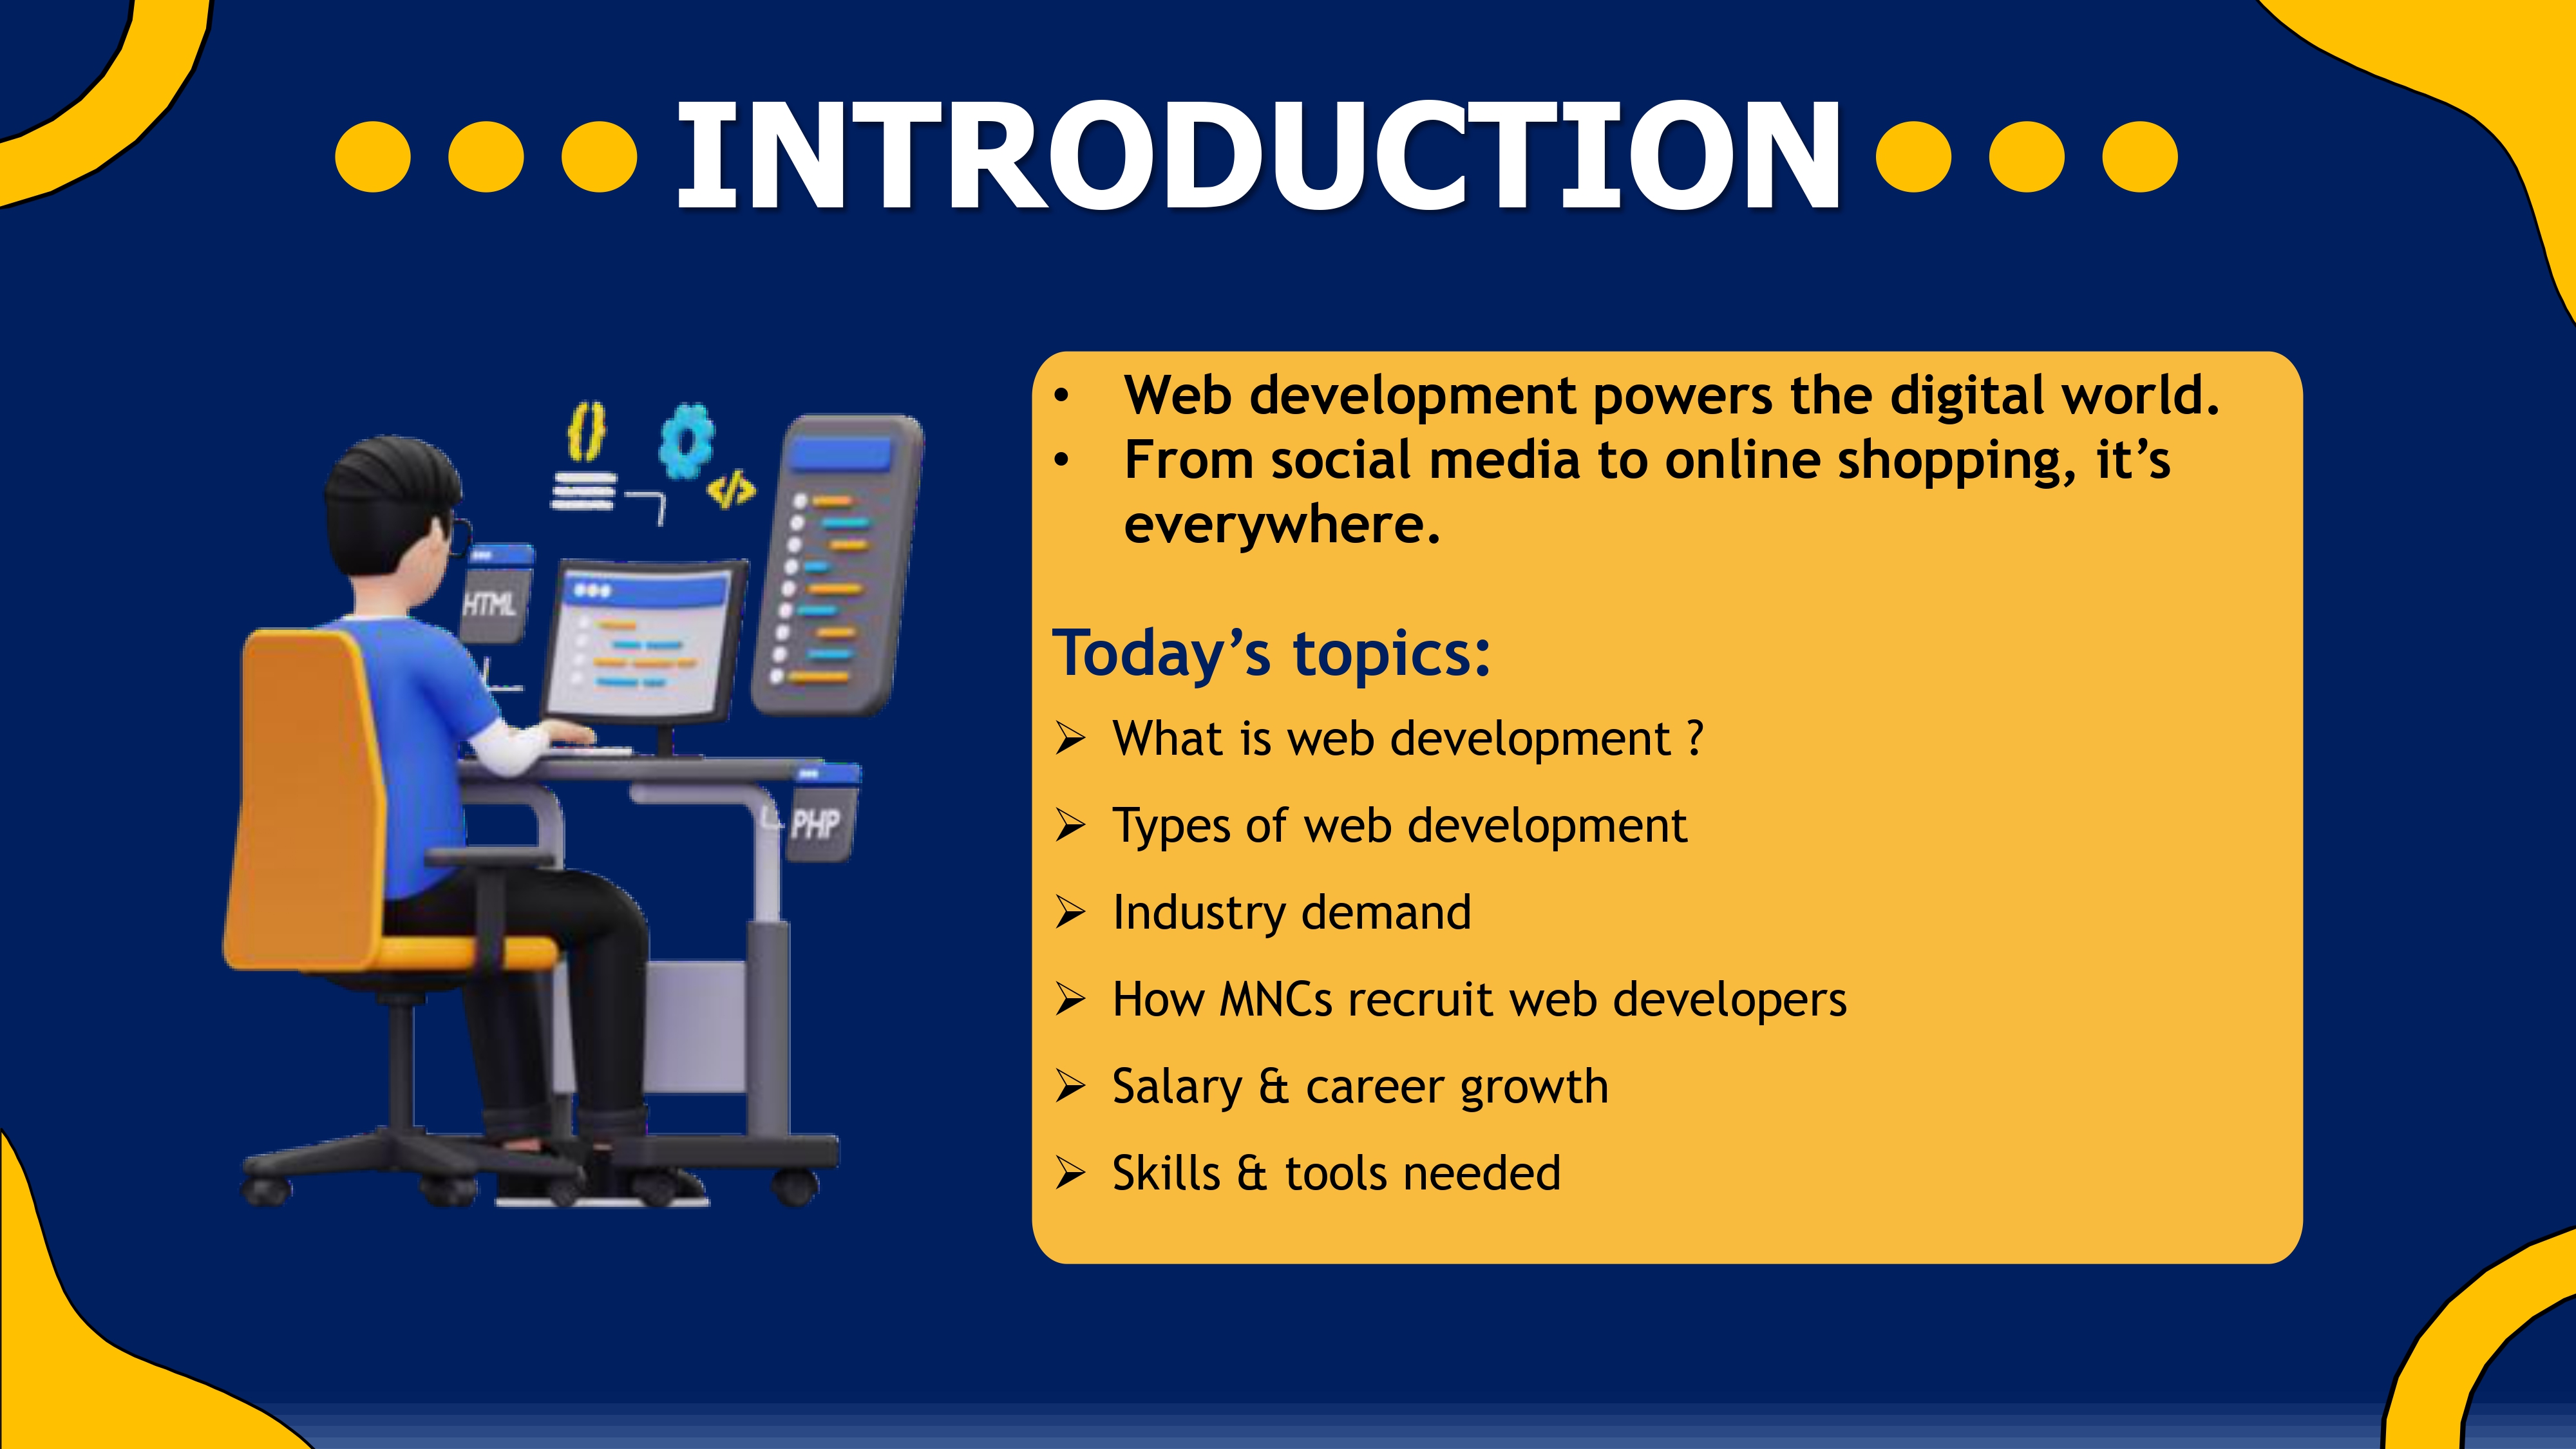 INTRODUCTION
• Web development powers the digital world.
• From social media to online shopping, it’s
everywhere.
Today’s topics:
➢ What is web development ?
➢ Types of web development
➢ Industry demand
➢ How MNCs recruit web developers
➢ Salary & career growth
➢ Skills & tools needed
{}
</>
HTML
PHP